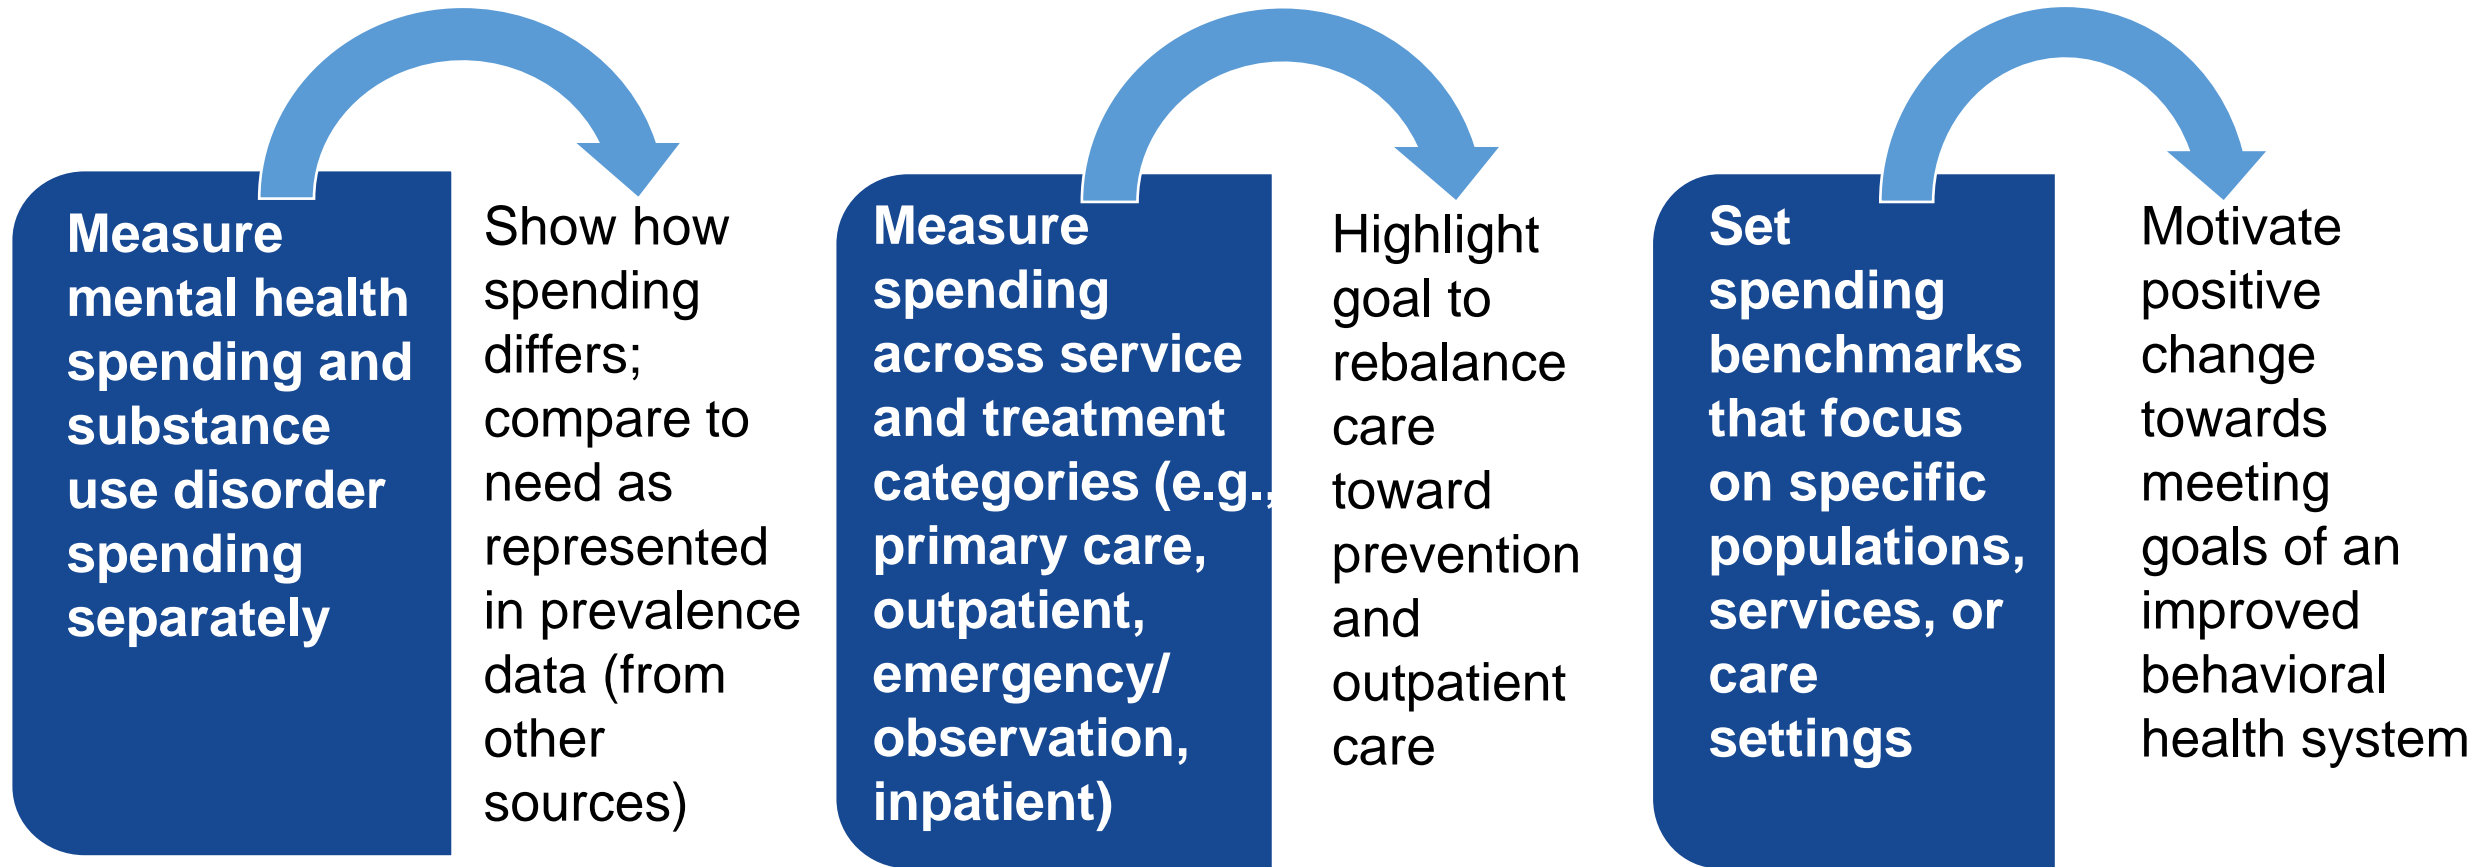 Measure
mental health
spending and
substance
use disorder
spending
separately
Show how
spending
differs;
compare to
need as
represented
in prevalence
data (from
other
sources)
Measure
spending
across service
and treatment
categories (e.g.,
primary care,
outpatient,
emergency/
observation,
inpatient)
Highlight
goal to
rebalance
care
toward
prevention
and
outpatient
care
Set
spending
benchmarks
that focus
on specific
populations,
services, or
care
settings
Motivate
positive
change
towards
meeting
goals of an
improved
behavioral
health system